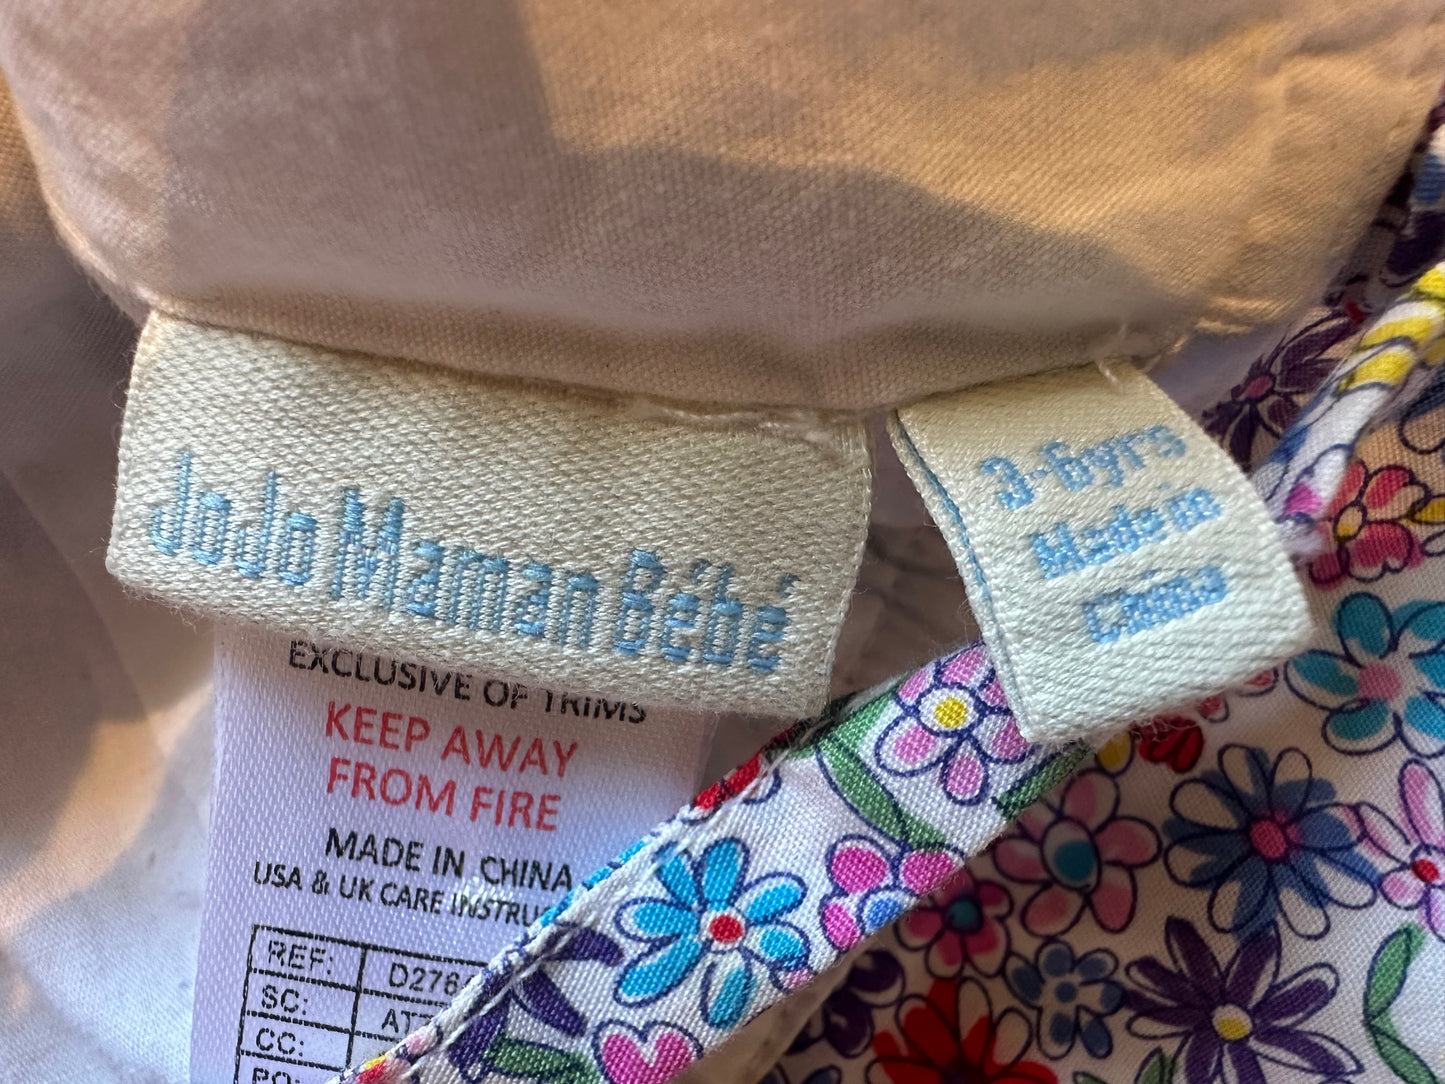 JoJo Maman Bébé
3-6yrs
Made in
China
EXCLUSIVE OF TRIMS
KEEP AWAY
FROM FIRE
MADE IN CHINA
USA & UK CARE
REF:
SC:
CC: